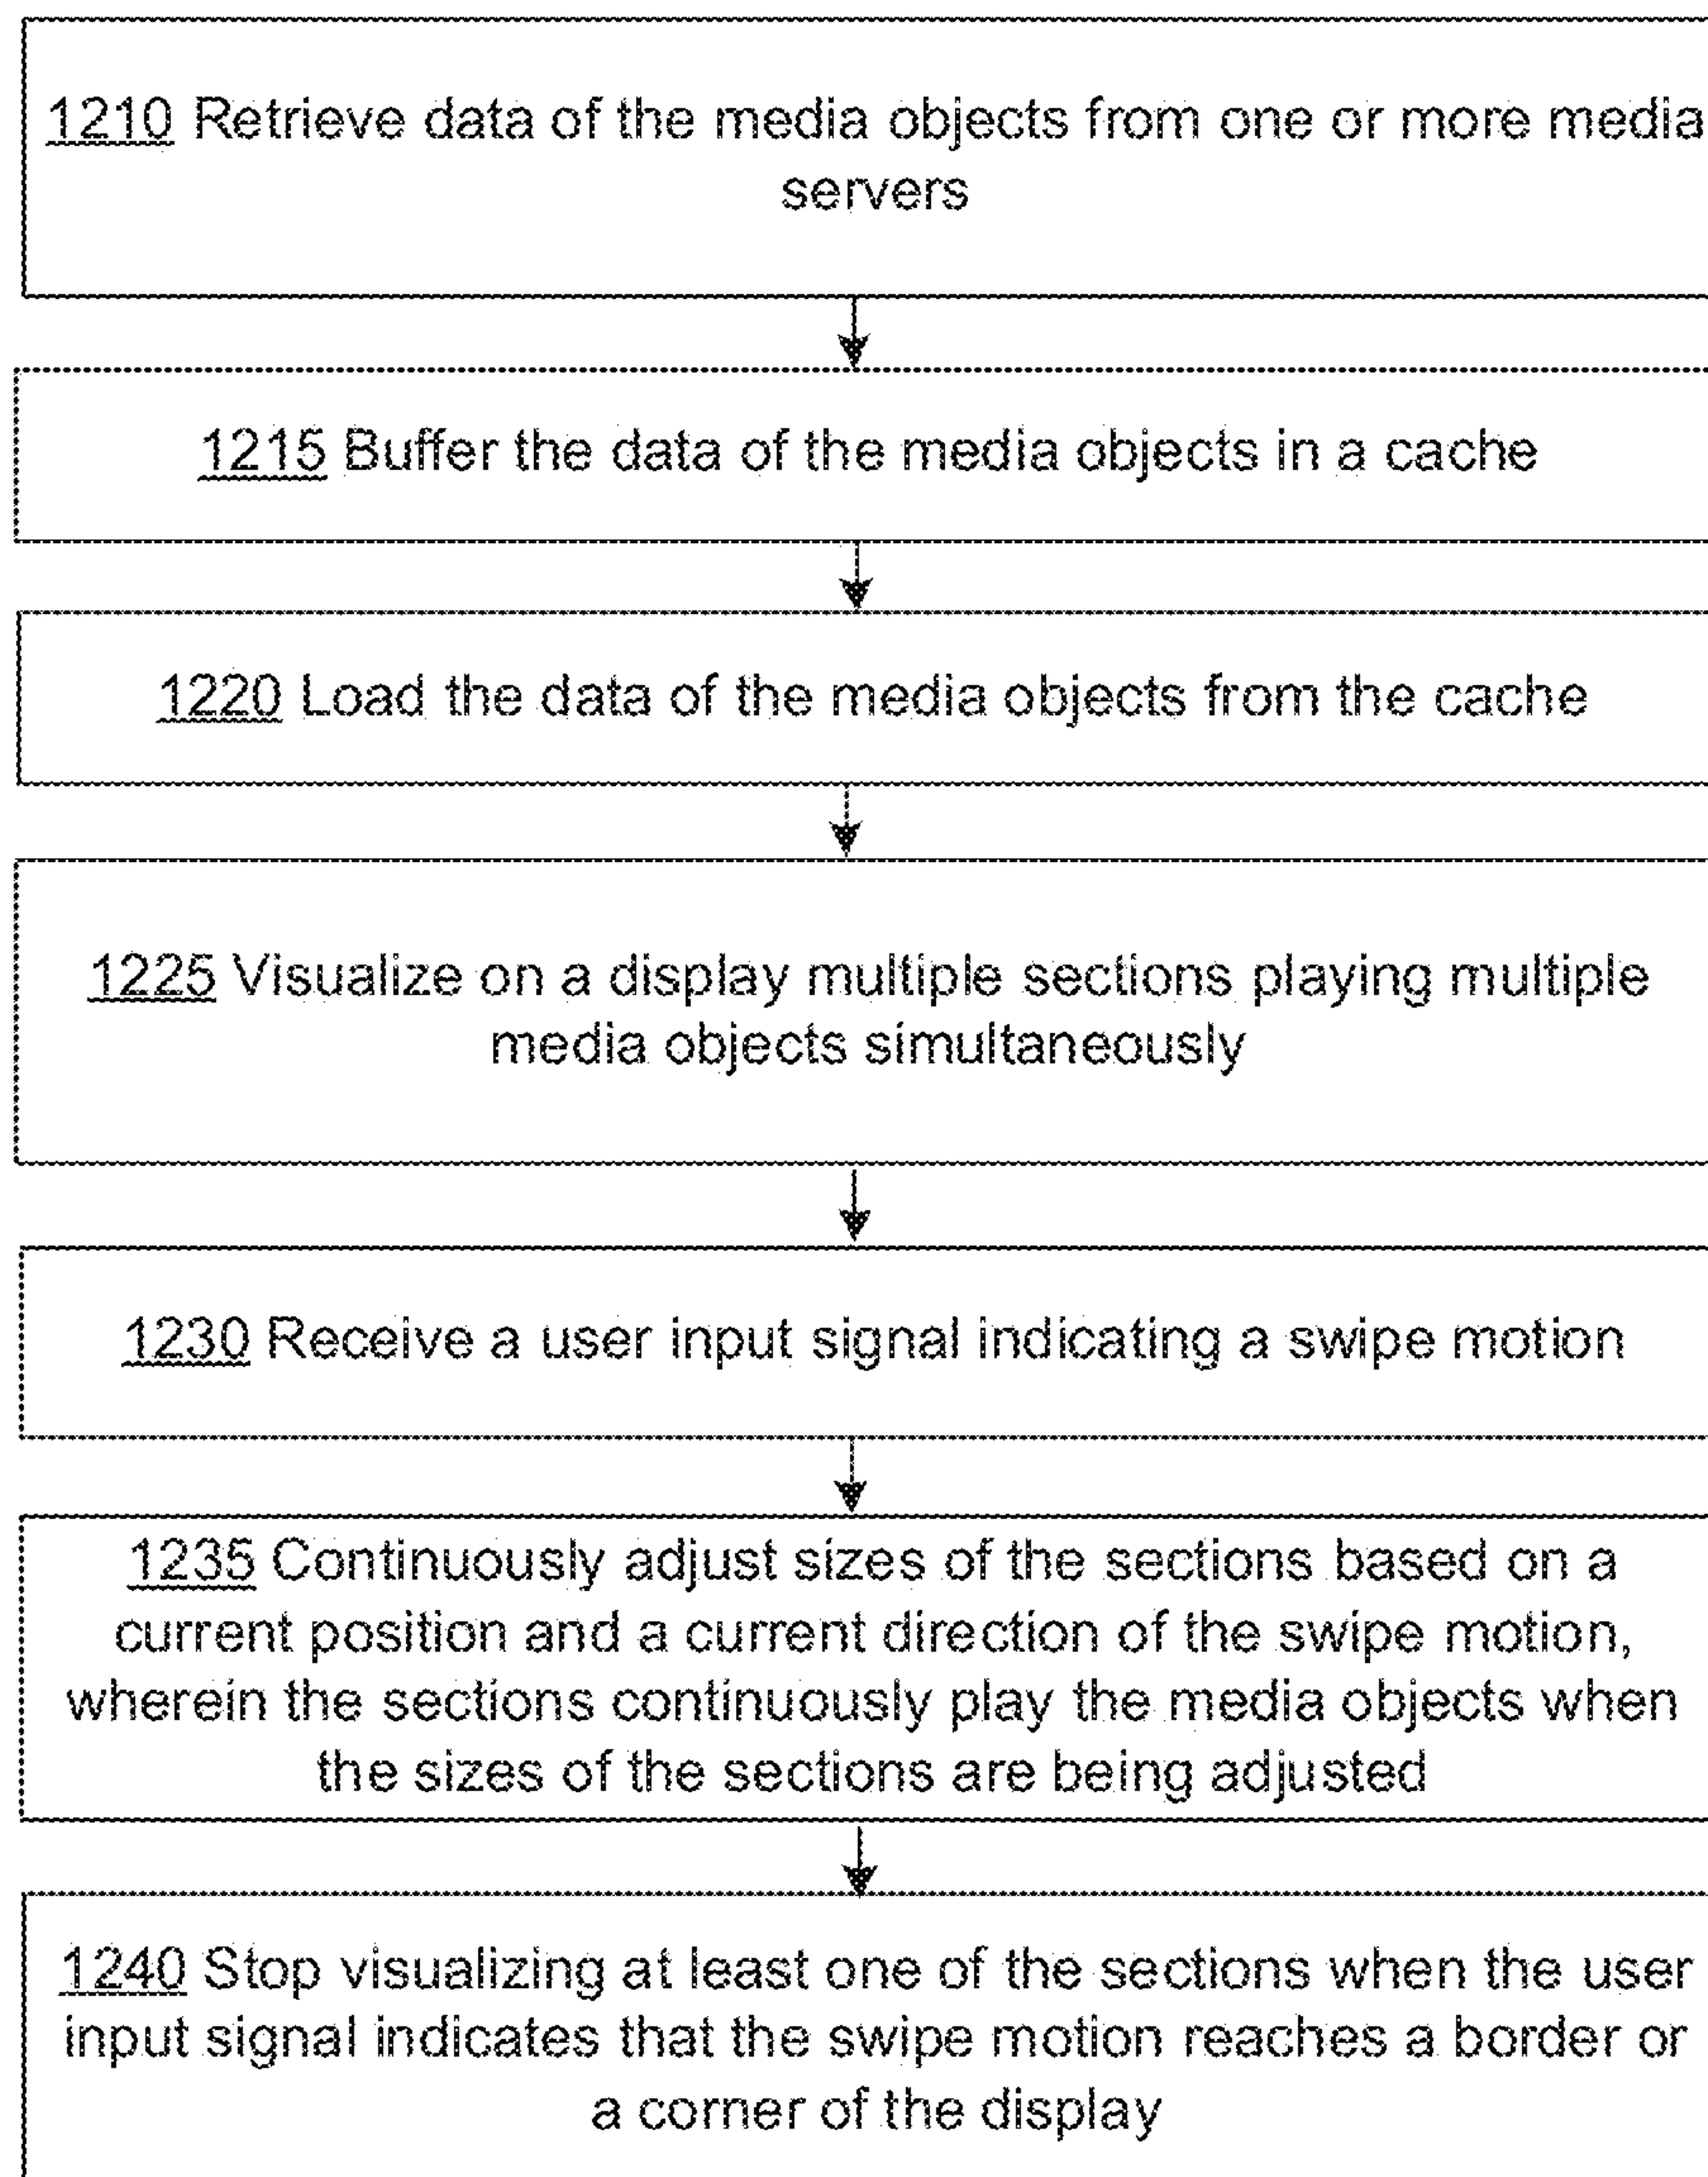 1210 Retrieve data of the media objects from one or more media
servers
1215 Buffer the data of the media objects in a cache
1220 Load the data of the media objects from the cache
1225 Visualize on a display multiple sections playing multiple
media objects simultaneously
1230 Receive a user input signal indicating a swipe motion
1235 Continuously adjust sizes of the sections based on a
current position and a current direction of the swipe motion,
wherein the sections continuously play the media objects when
the sizes of the sections are being adjusted
1240 Stop visualizing at least one of the sections when the user
input signal indicates that the swipe motion reaches a border or
a corner of the display